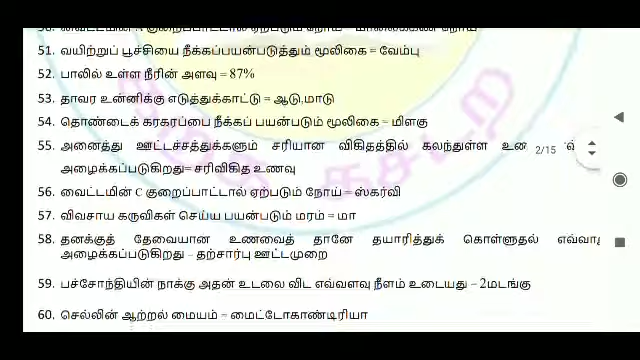 51. வயிற்றுப் பூச்சியை நீக்கப்பயன்படுத்தும் மூலிகை = வேம்பு
52. பாலில் உள்ள நீரின் அளவு = 87%
53. தாவர உன்னிக்கு எடுத்துக்காட்டு = ஆடு,மாடு
54. தொண்டைக் கரகரப்பை நீக்கப் பயன்படும் மூலிகை = மிளகு
55. அனைத்து ஊட்டச்சத்துக்களும் சரியான விகிதத்தில் கலந்துள்ள 2/15
அழைக்கப்படுகிறது= சரிவிகித உணவு
56. வைட்டமின் C குறைப்பாட்டால் ஏற்படும் நோய் = ஸ்கர்வி
57. விவசாய கருவிகள் செய்ய பயன்படும் மரம் = மா
58. தனக்குத் தேவையான உணவைத் தானே தயாரித்துக் கொள்ளுதல்
அழைக்கப்படுகிறது – தற்சார்பு ஊட்டமுறை
59. பச்சோந்தியின் நாக்கு அதன் உடலை விட எவ்வளவு நீளம் உடையது – 2மடங்கு
60. செல்லின் ஆற்றல் மையம் = மைட்டோகாண்டிரியா